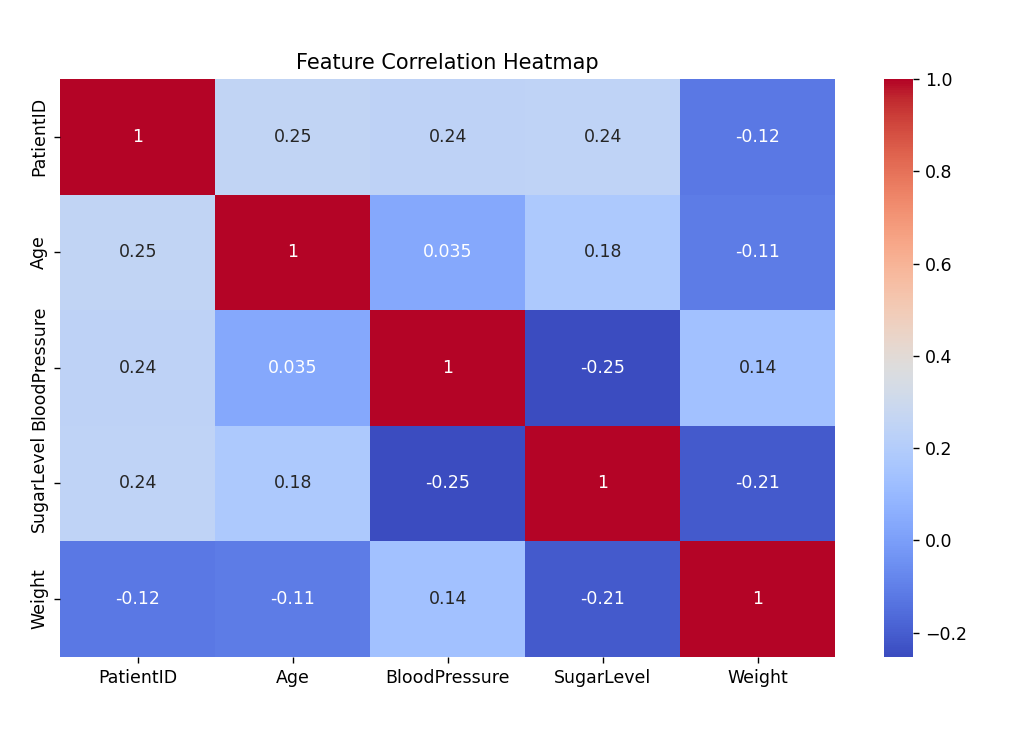 Feature Correlation Heatmap
PatientID 1 0.25 0.24 0.24 -0.12
Age 0.25 1 0.035 0.18 -0.11
BloodPressure 0.24 0.035 1 -0.25 0.14
SugarLevel 0.24 0.18 -0.25 1 -0.21
Weight -0.12 -0.11 0.14 -0.21 1
PatientID Age BloodPressure SugarLevel Weight
1.0
0.8
0.6
0.4
0.2
0.0
−0.2